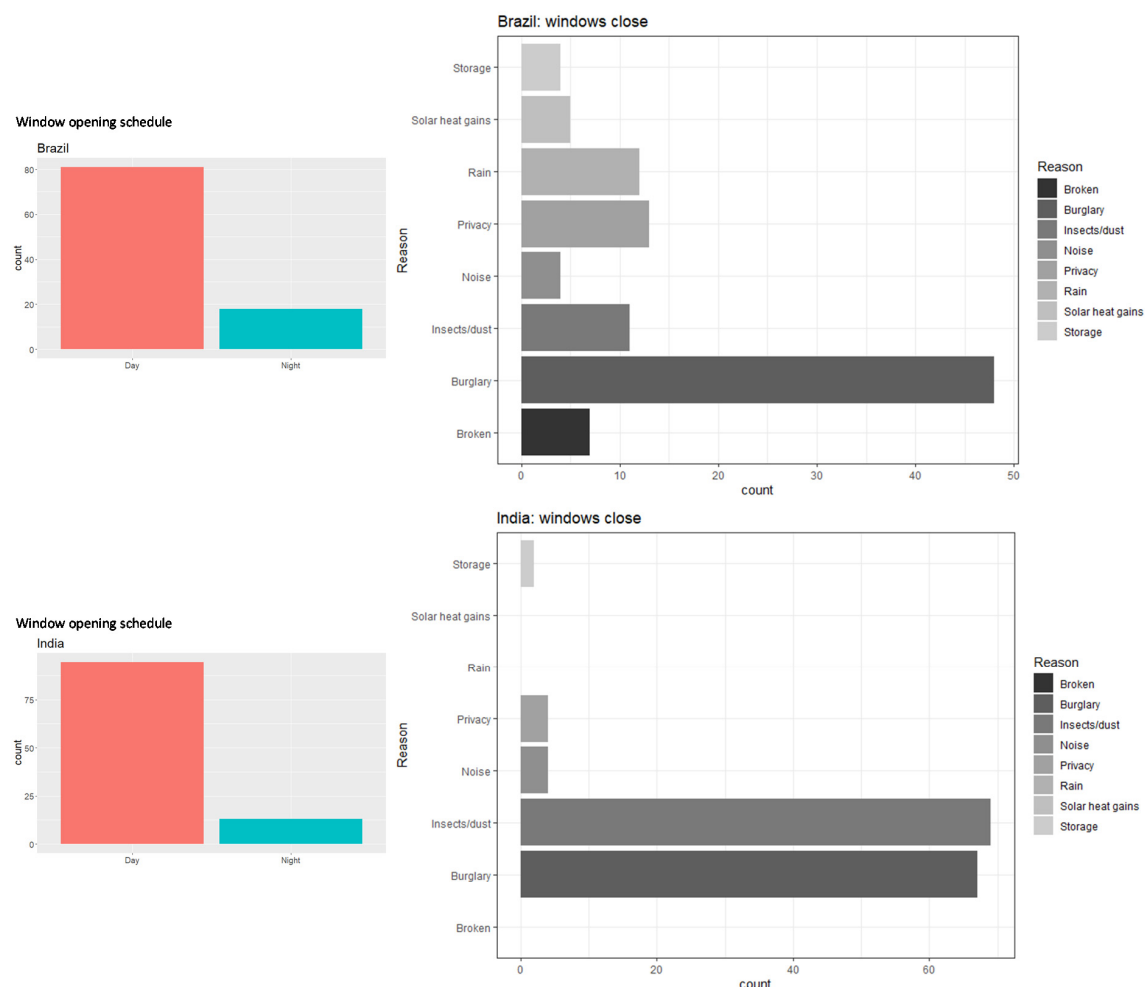 Window opening schedule
Brazil
count
80
60
40
20
0
Day Night
Brazil: windows close
Reason
Storage
Solar heat gains
Rain
Privacy
Noise
Insects/dust
Burglary
Broken
0 10 20 30 40 50
count
Reason
Broken
Burglary
Insects/dust
Noise
Privacy
Rain
Solar heat gains
Storage
Window opening schedule
India
count
75
50
25
0
Day Night
India: windows close
Reason
Storage
Solar heat gains
Rain
Privacy
Noise
Insects/dust
Burglary
Broken
0 20 40 60
count
Reason
Broken
Burglary
Insects/dust
Noise
Privacy
Rain
Solar heat gains
Storage